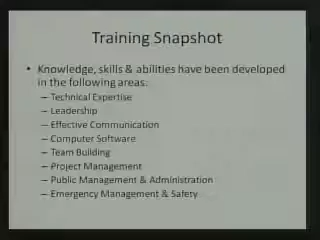 Training Snapshot
• Knowledge, skills & abilities have been developed
in the following areas:
– Technical Expertise
– Leadership
– Effective Communication
– Computer Software
– Team Building
– Project Management
– Public Management & Administration
– Emergency Management & Safety